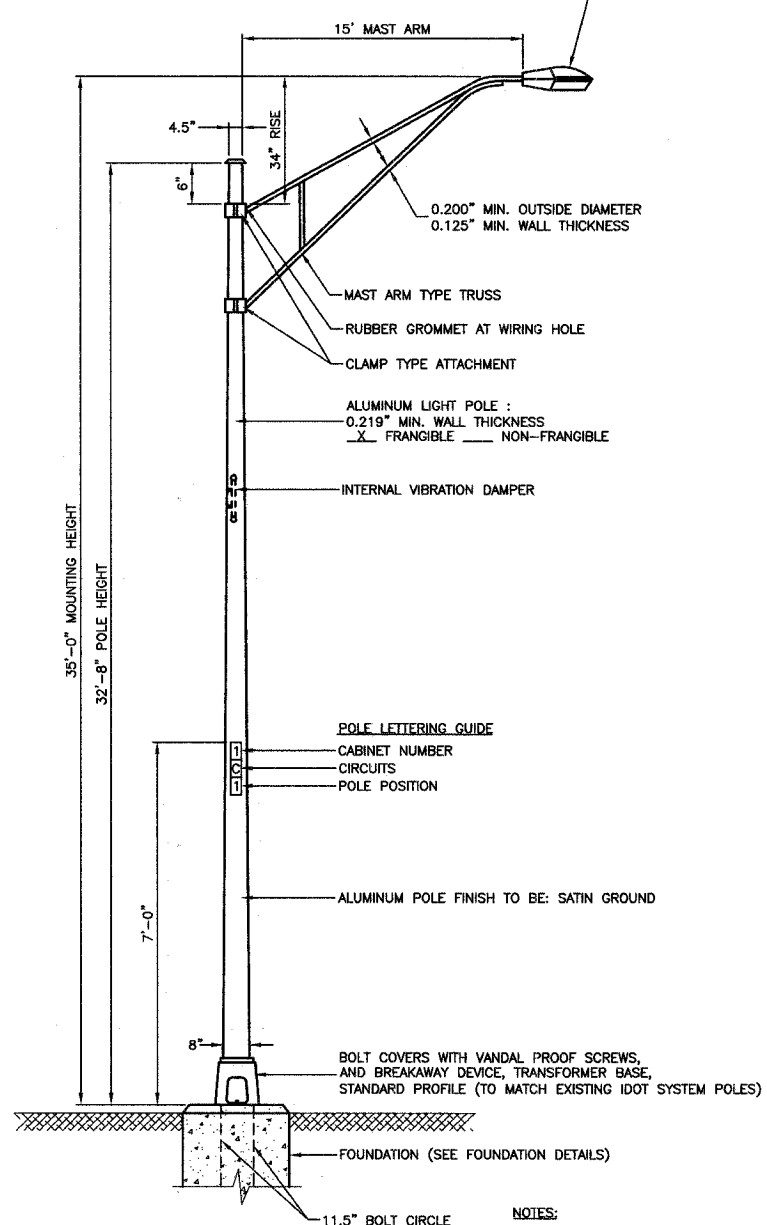 15' MAST ARM
34" RISE
4.5"
6"
0.200" MIN. OUTSIDE DIAMETER
0.125" MIN. WALL THICKNESS
MAST ARM TYPE TRUSS
RUBBER GROMMET AT WIRING HOLE
CLAMP TYPE ATTACHMENT
ALUMINUM LIGHT POLE :
0.219" MIN. WALL THICKNESS
X FRANGIBLE ___ NON-FRANGIBLE
INTERNAL VIBRATION DAMPER
35'-0" MOUNTING HEIGHT
32'-8" POLE HEIGHT
POLE LETTERING GUIDE
1 CABINET NUMBER
C CIRCUITS
1 POLE POSITION
7'-0"
ALUMINUM POLE FINISH TO BE: SATIN GROUND
8"
BOLT COVERS WITH VANDAL PROOF SCREWS,
AND BREAKAWAY DEVICE, TRANSFORMER BASE,
STANDARD PROFILE (TO MATCH EXISTING IDOT SYSTEM POLES)
FOUNDATION (SEE FOUNDATION DETAILS)
11.5" BOLT CIRCLE
NOTES: